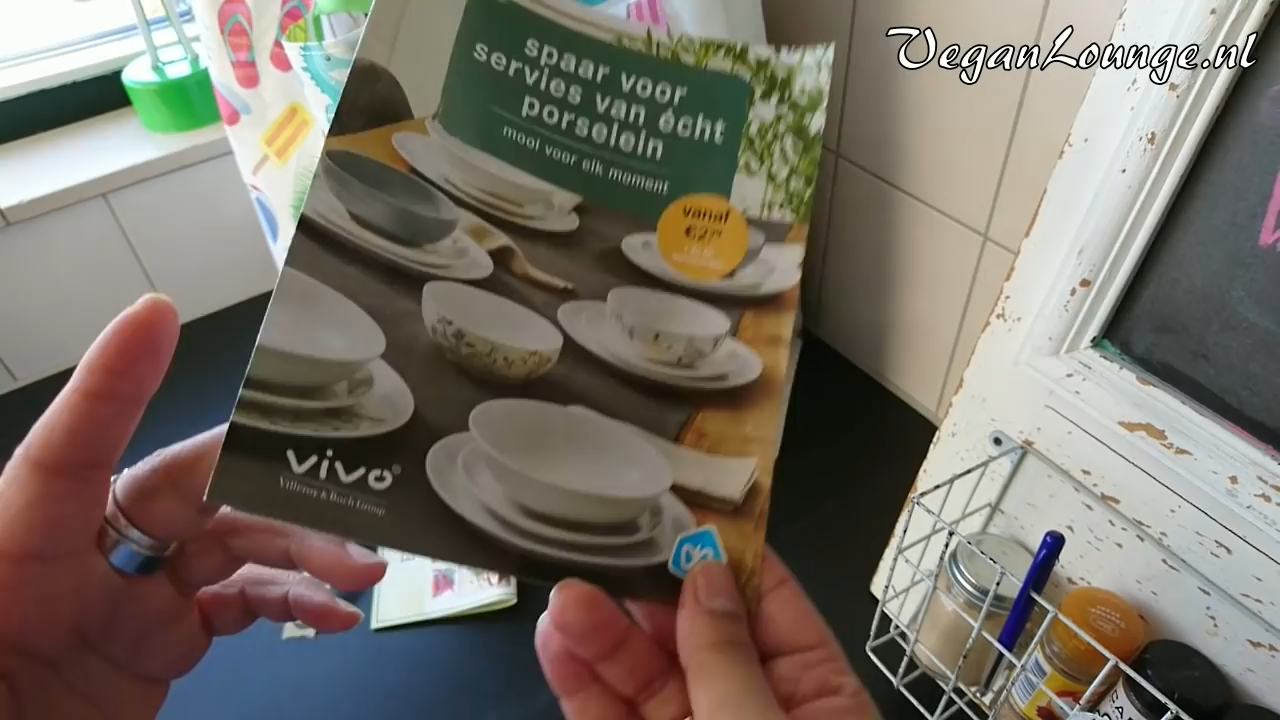 VeganLounge.nl
spaar voor
servies van écht
porselein
mooi voor elk moment
vanaf
vivo
Villeroy & Boch Group